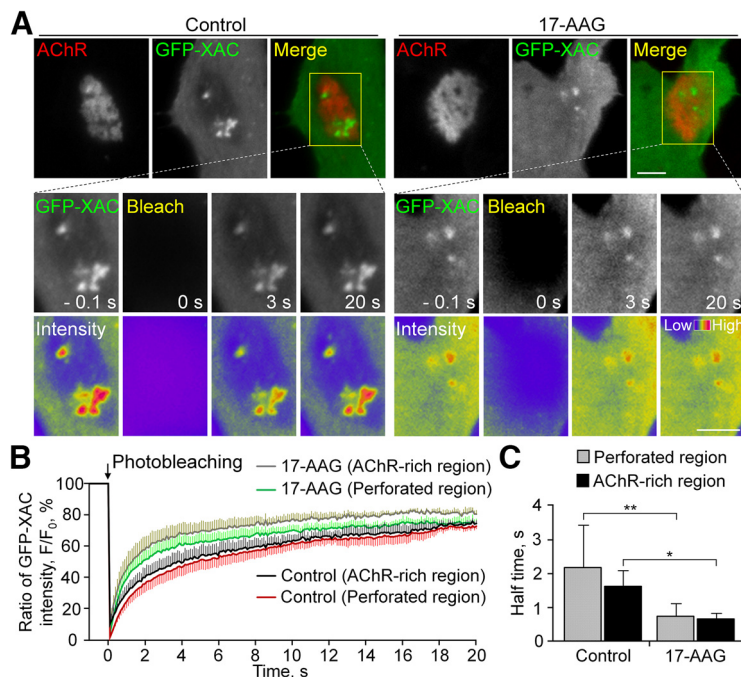 A
Control
17-AAG
AChR
GFP-XAC
Merge
AChR
GFP-XAC
Merge
GFP-XAC
Bleach
- 0.1 s
0 s
3 s
20 s
GFP-XAC
Bleach
- 0.1 s
0 s
3 s
20 s
Intensity
Intensity
Low High
B
Photobleaching
17-AAG (AChR-rich region)
17-AAG (Perforated region)
Control (AChR-rich region)
Control (Perforated region)
Ratio of GFP-XAC
intensity, F/F₀, %
100
80
60
40
20
0
0 2 4 6 8 10 12 14 16 18 20
Time, s
C
Perforated region
AChR-rich region
Half time, s
4
3
2
1
0
**
*
Control 17-AAG